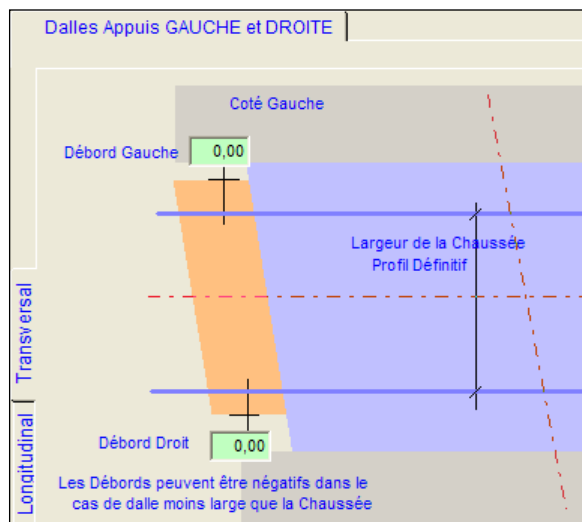 Dalles Appuis GAUCHE et DROITE
Coté Gauche
Débord Gauche 0,00
Largeur de la Chaussée
Profil Définitif
Transversal
Longitudinal
Débord Droit 0,00
Les Débords peuvent être négatifs dans le
cas de dalle moins large que la Chaussée